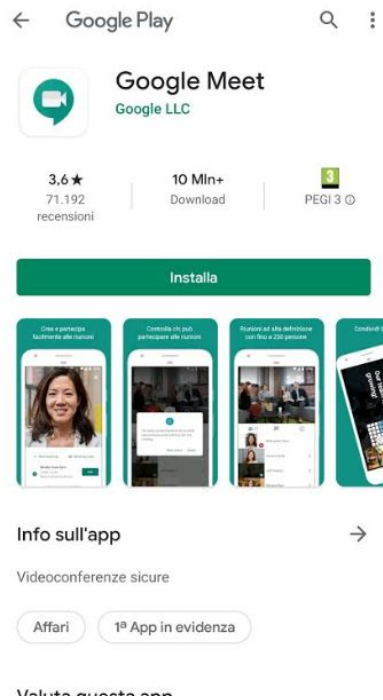 Google Play
Google Meet
Google LLC
3,6★
71.192
recensioni
10 Mln+
Download
3
PEGI 3
Installa
Crea e partecipa
facilmente alle riunioni
Controlla chi può
partecipare alle riunioni
Riunioni ad alta definizione
con fino a 250 persone
Info sull'app
Videoconferenze sicure
Affari
1ª App in evidenza
Valuta questa app